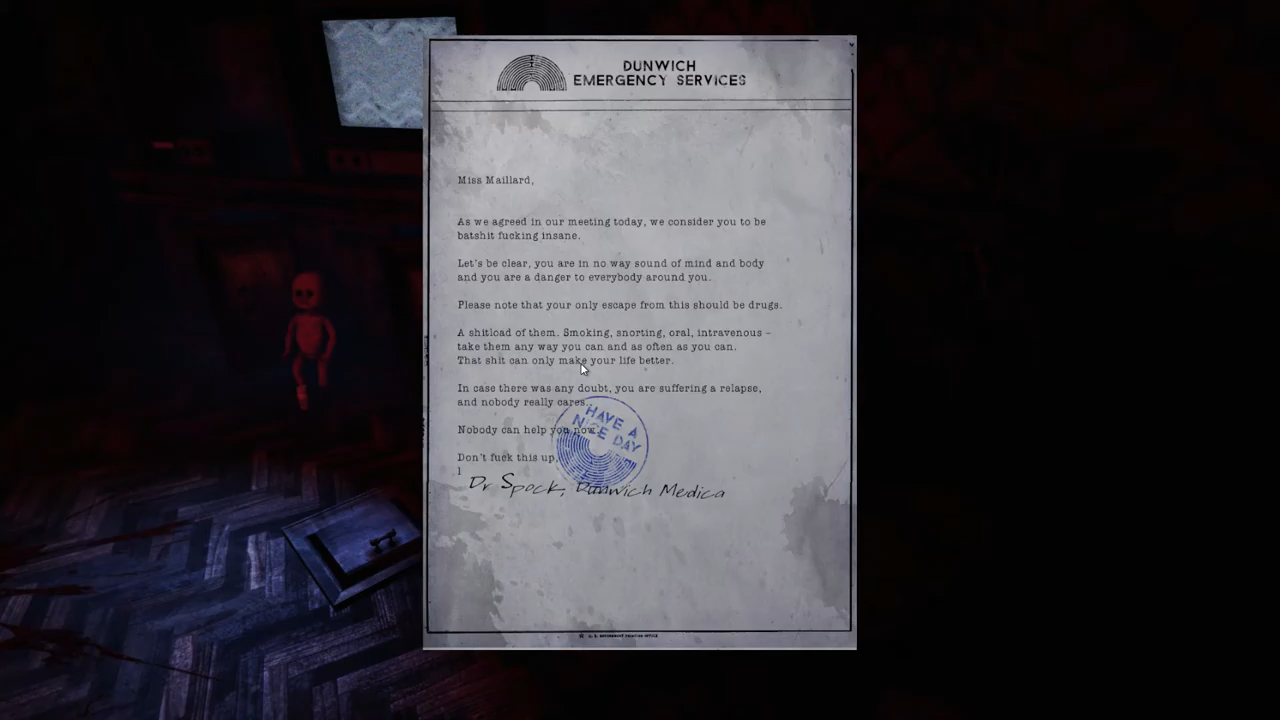 DUNWICH
EMERGENCY SERVICES
Miss Maillard,
As we agreed in our meeting today, we consider you to be
batshit fucking insane.
Let's be clear, you are in no way sound of mind and body
and you are a danger to everybody around you.
Please note that your only escape from this should be drugs.
A shitload of them. Smoking, snorting, oral, intravenous –
take them any way you can and as often as you can.
That shit can only make your life better.
In case there was any doubt, you are suffering a relapse,
and nobody really cares.
Nobody can help you now.
HAVE A
NICE DAY
Don't fuck this up,
l
Dr Spock, Dunwich Medica
U. S. GOVERNMENT PRINTING OFFICE